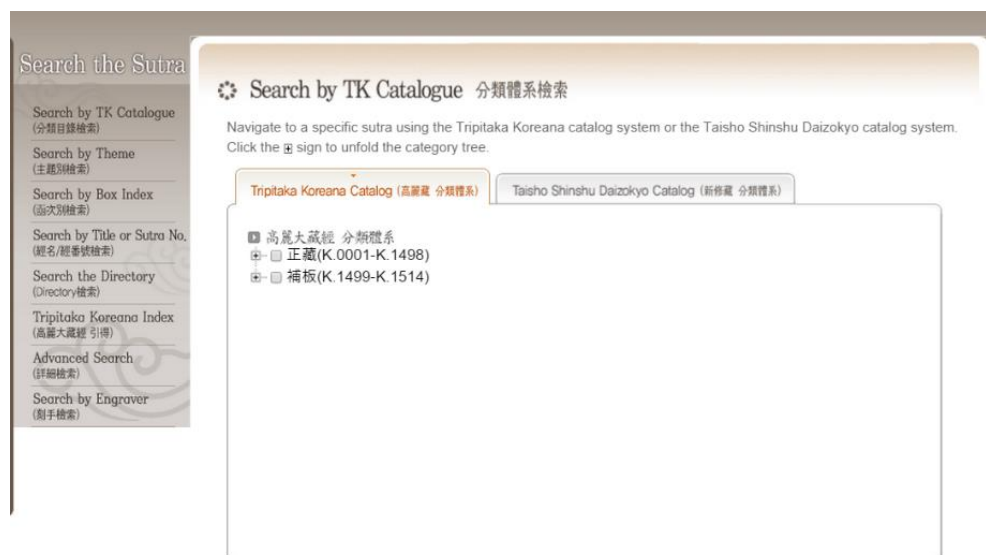 Search the Sutra
Search by TK Catalogue
(分類目錄檢索)
Search by Theme
(主題別檢索)
Search by Box Index
(函次別檢索)
Search by Title or Sutra No.
(經名/經番號檢索)
Search the Directory
(Directory檢索)
Tripitaka Koreana Index
(高麗大藏經 引得)
Advanced Search
(詳細檢索)
Search by Engraver
(刻手檢索)
Search by TK Catalogue 分類體系檢索
Navigate to a specific sutra using the Tripitaka Koreana catalog system or the Taisho Shinshu Daizokyo catalog system.
Click the ⊞ sign to unfold the category tree.
Tripitaka Koreana Catalog (高麗藏 分類體系)
Taisho Shinshu Daizokyo Catalog (新修藏 分類體系)
高麗大藏經 分類體系
正藏(K.0001-K.1498)
補板(K.1499-K.1514)